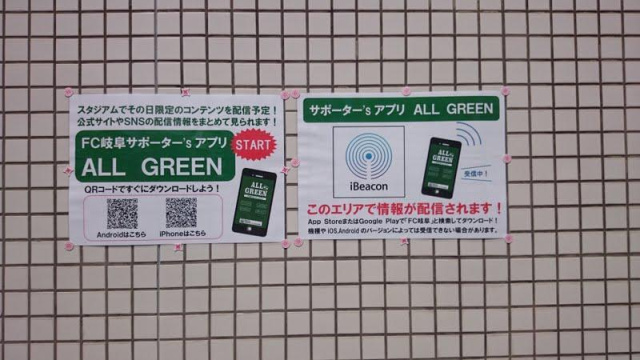 スタジアムでその日限定のコンテンツを配信予定！
公式サイトやSNSの配信情報をまとめて見られます！
FC岐阜サポーター'sアプリ
START
ALL GREEN
QRコードですぐにダウンロードしよう！
Androidはこちら
iPhoneはこちら
ALL
GREEN
サポーター'sアプリ ALL GREEN
iBeacon
ALL
GREEN
受信中！
このエリアで情報が配信されます！
App StoreまたはGoogle Playで「FC岐阜」と検索してダウンロード！
機種や iOS,Android のバージョンによっては受信できない場合があります。